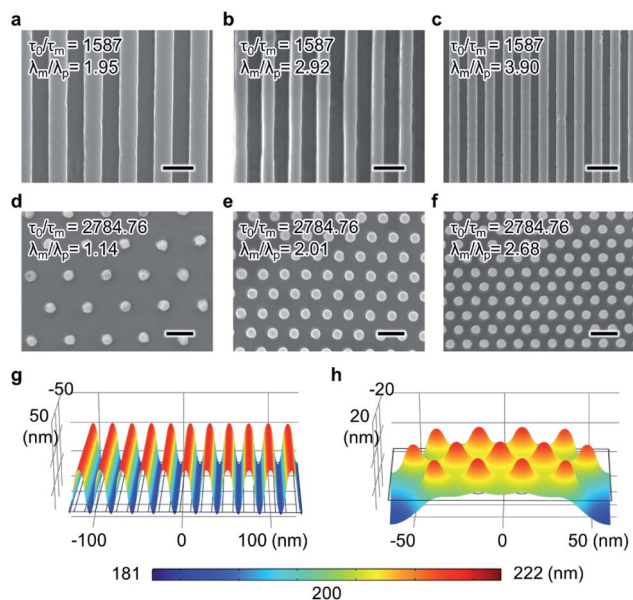 a
τ₀/τₘ = 1587
λₘ/λₚ = 1.95
b
τ₀/τₘ = 1587
λₘ/λₚ = 2.92
c
τ₀/τₘ = 1587
λₘ/λₚ = 3.90
d
τ₀/τₘ = 2784.76
λₘ/λₚ = 1.14
e
τ₀/τₘ = 2784.76
λₘ/λₚ = 2.01
f
τ₀/τₘ = 2784.76
λₘ/λₚ = 2.68
g
-50
50
(nm)
-100 0 100 (nm)
h
-20
20
(nm)
-50 0 50 (nm)
181 222 (nm)
200